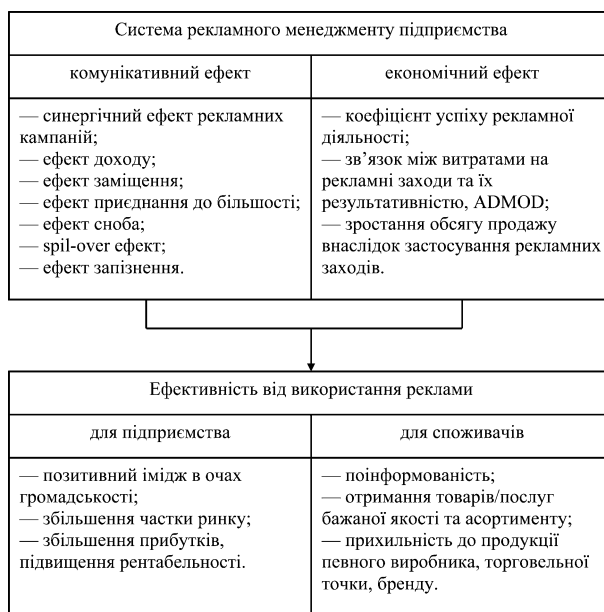 Система рекламного менеджменту підприємства
комунікативний ефект
економічний ефект
— синергічний ефект рекламних
кампаній;
— ефект доходу;
— ефект заміщення;
— ефект приєднання до більшості;
— ефект сноба;
— spil-over ефект;
— ефект запізнення.
— коефіцієнт успіху рекламної
діяльності;
— зв’язок між витратами на
рекламні заходи та їх
результативністю, ADMOD;
— зростання обсягу продажу
внаслідок застосування рекламних
заходів.
Ефективність від використання реклами
для підприємства
для споживачів
— позитивний імідж в очах
громадськості;
— збільшення частки ринку;
— збільшення прибутків,
підвищення рентабельності.
— поінформованість;
— отримання товарів/послуг
бажаної якості та асортименту;
— прихильність до продукції
певного виробника, торговельної
точки, бренду.